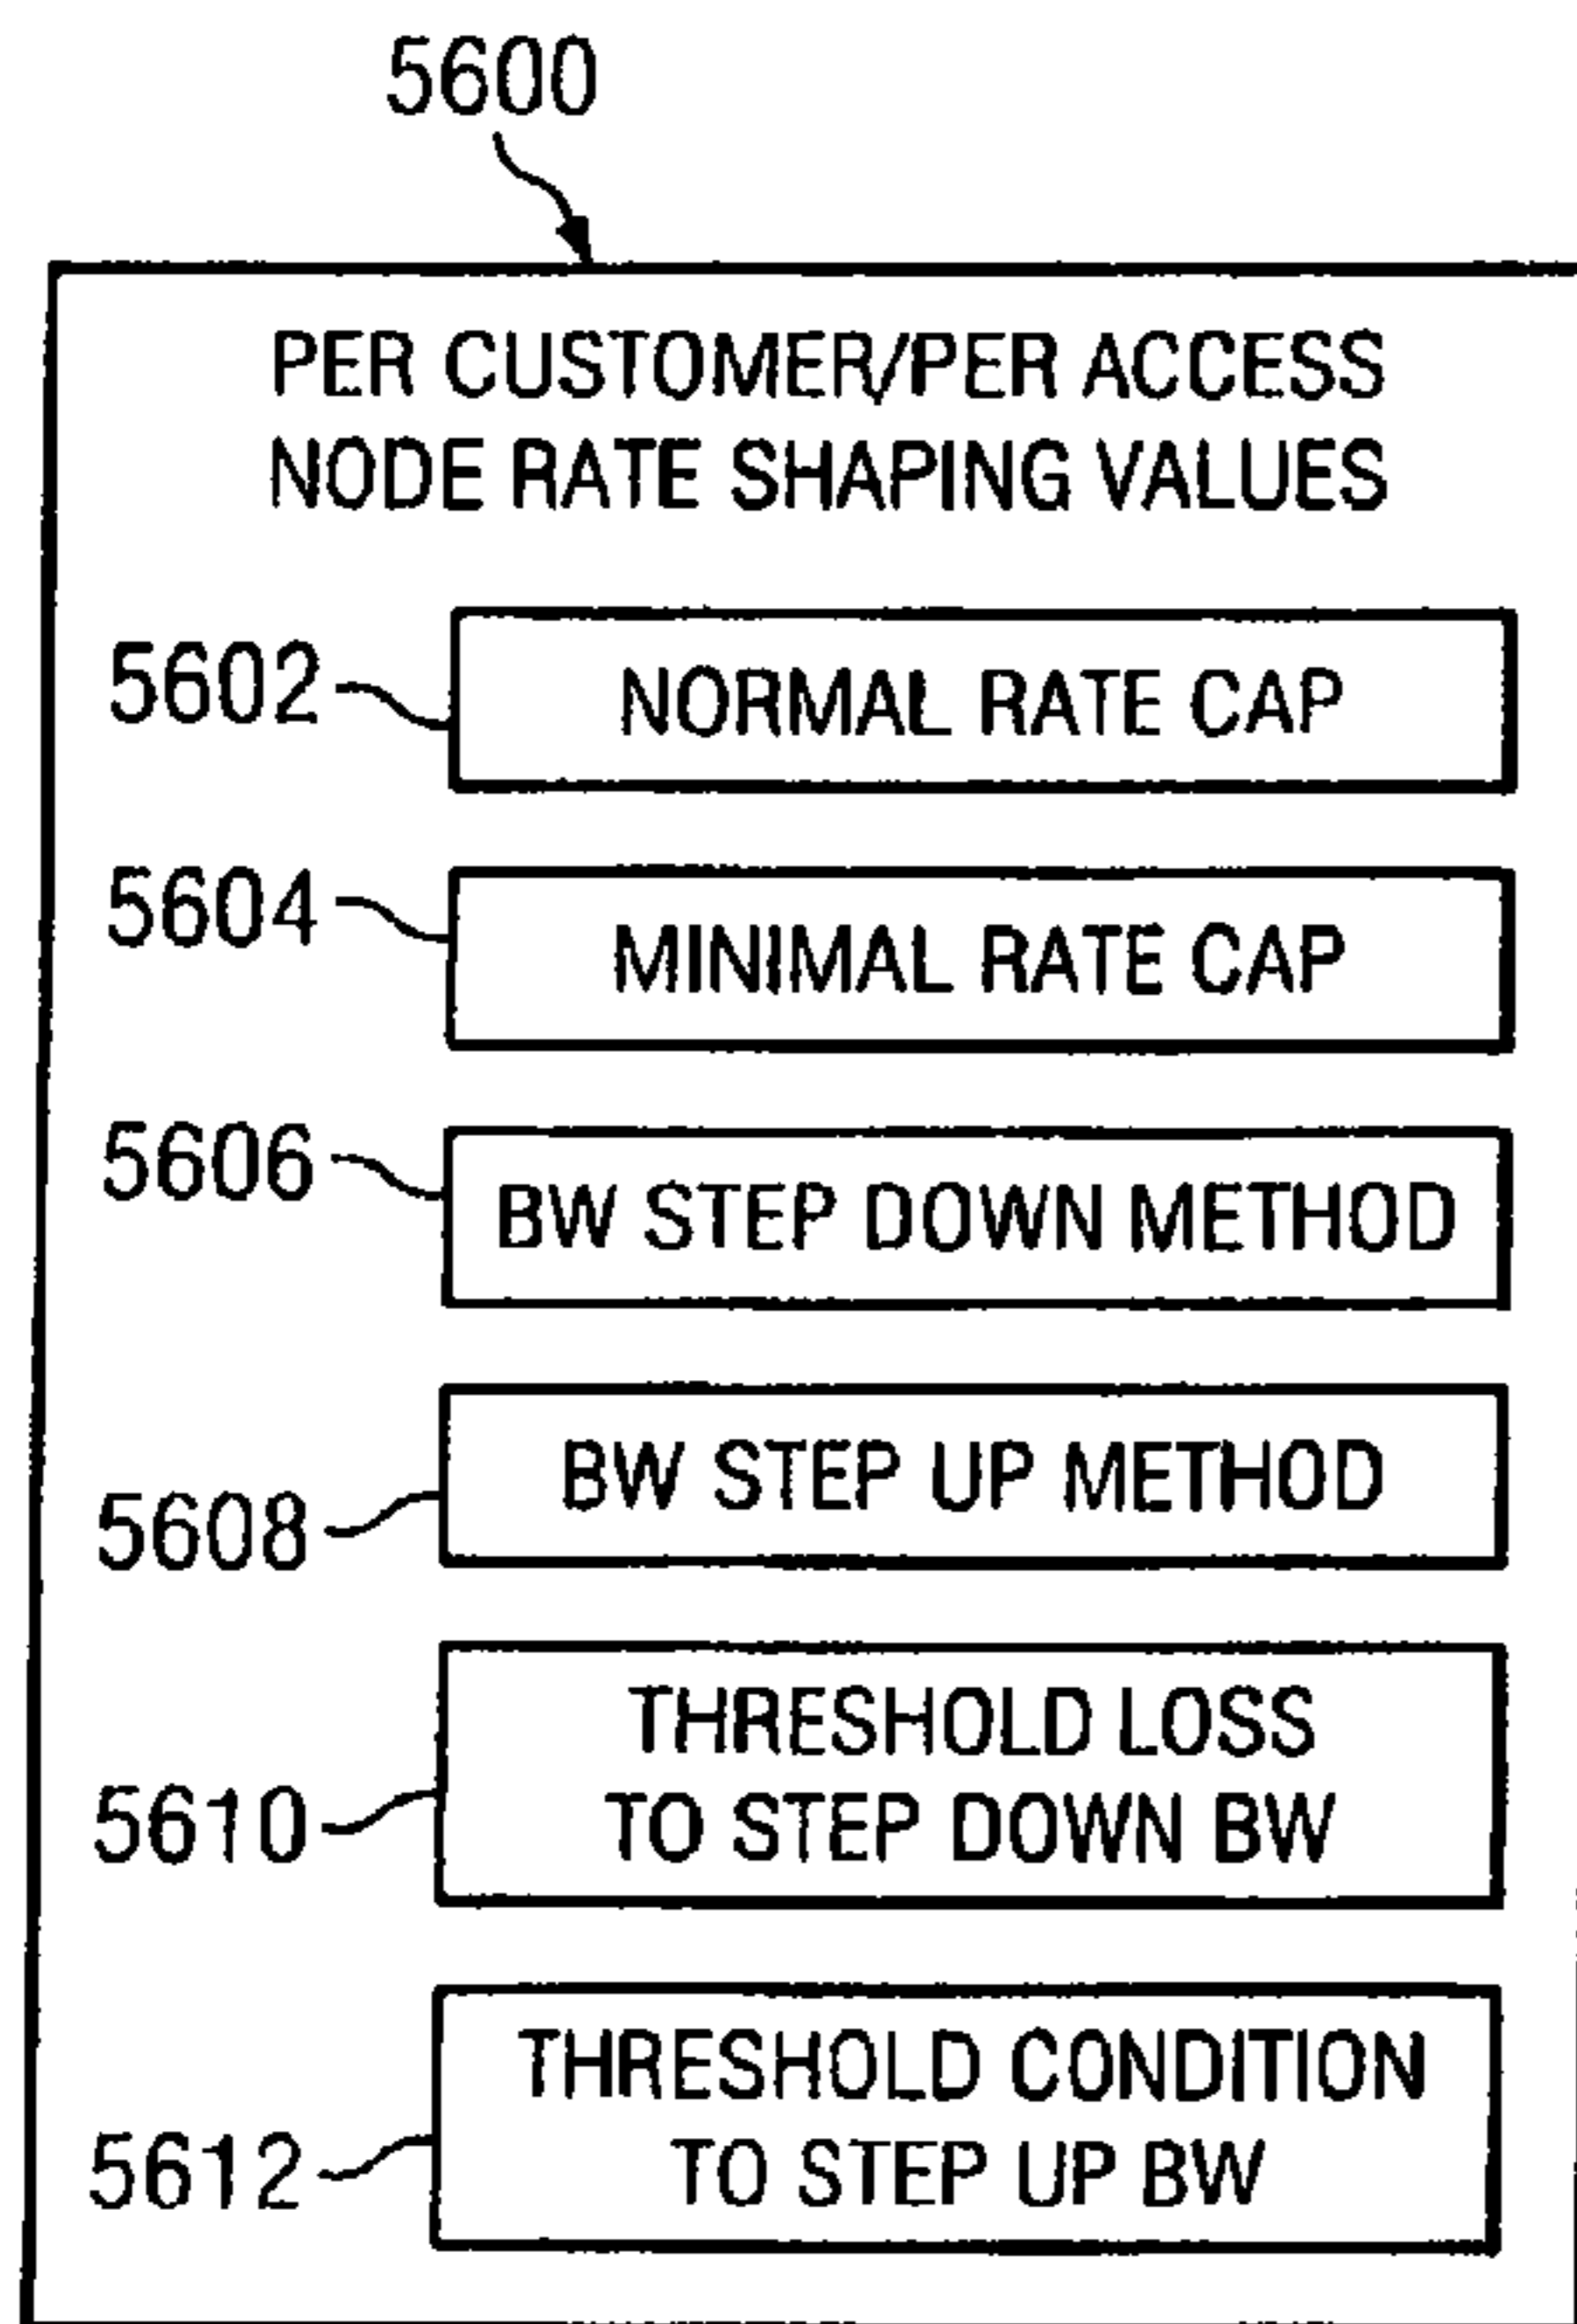 5600
PER CUSTOMER/PER ACCESS
NODE RATE SHAPING VALUES
5602
NORMAL RATE CAP
5604
MINIMAL RATE CAP
5606
BW STEP DOWN METHOD
5608
BW STEP UP METHOD
5610
THRESHOLD LOSS
TO STEP DOWN BW
5612
THRESHOLD CONDITION
TO STEP UP BW